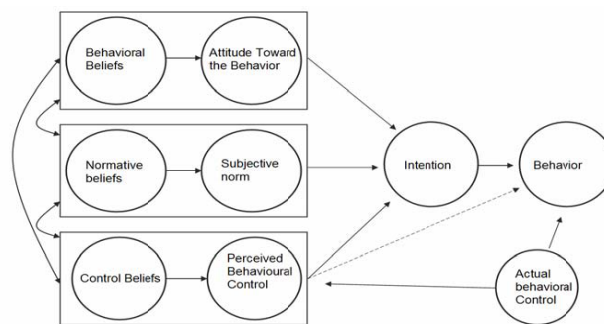 Behavioral
Beliefs
Attitude Toward
the Behavior
Normative
beliefs
Subjective
norm
Intention
Behavior
Control Beliefs
Perceived
Behavioural
Control
Actual
behavioral
Control